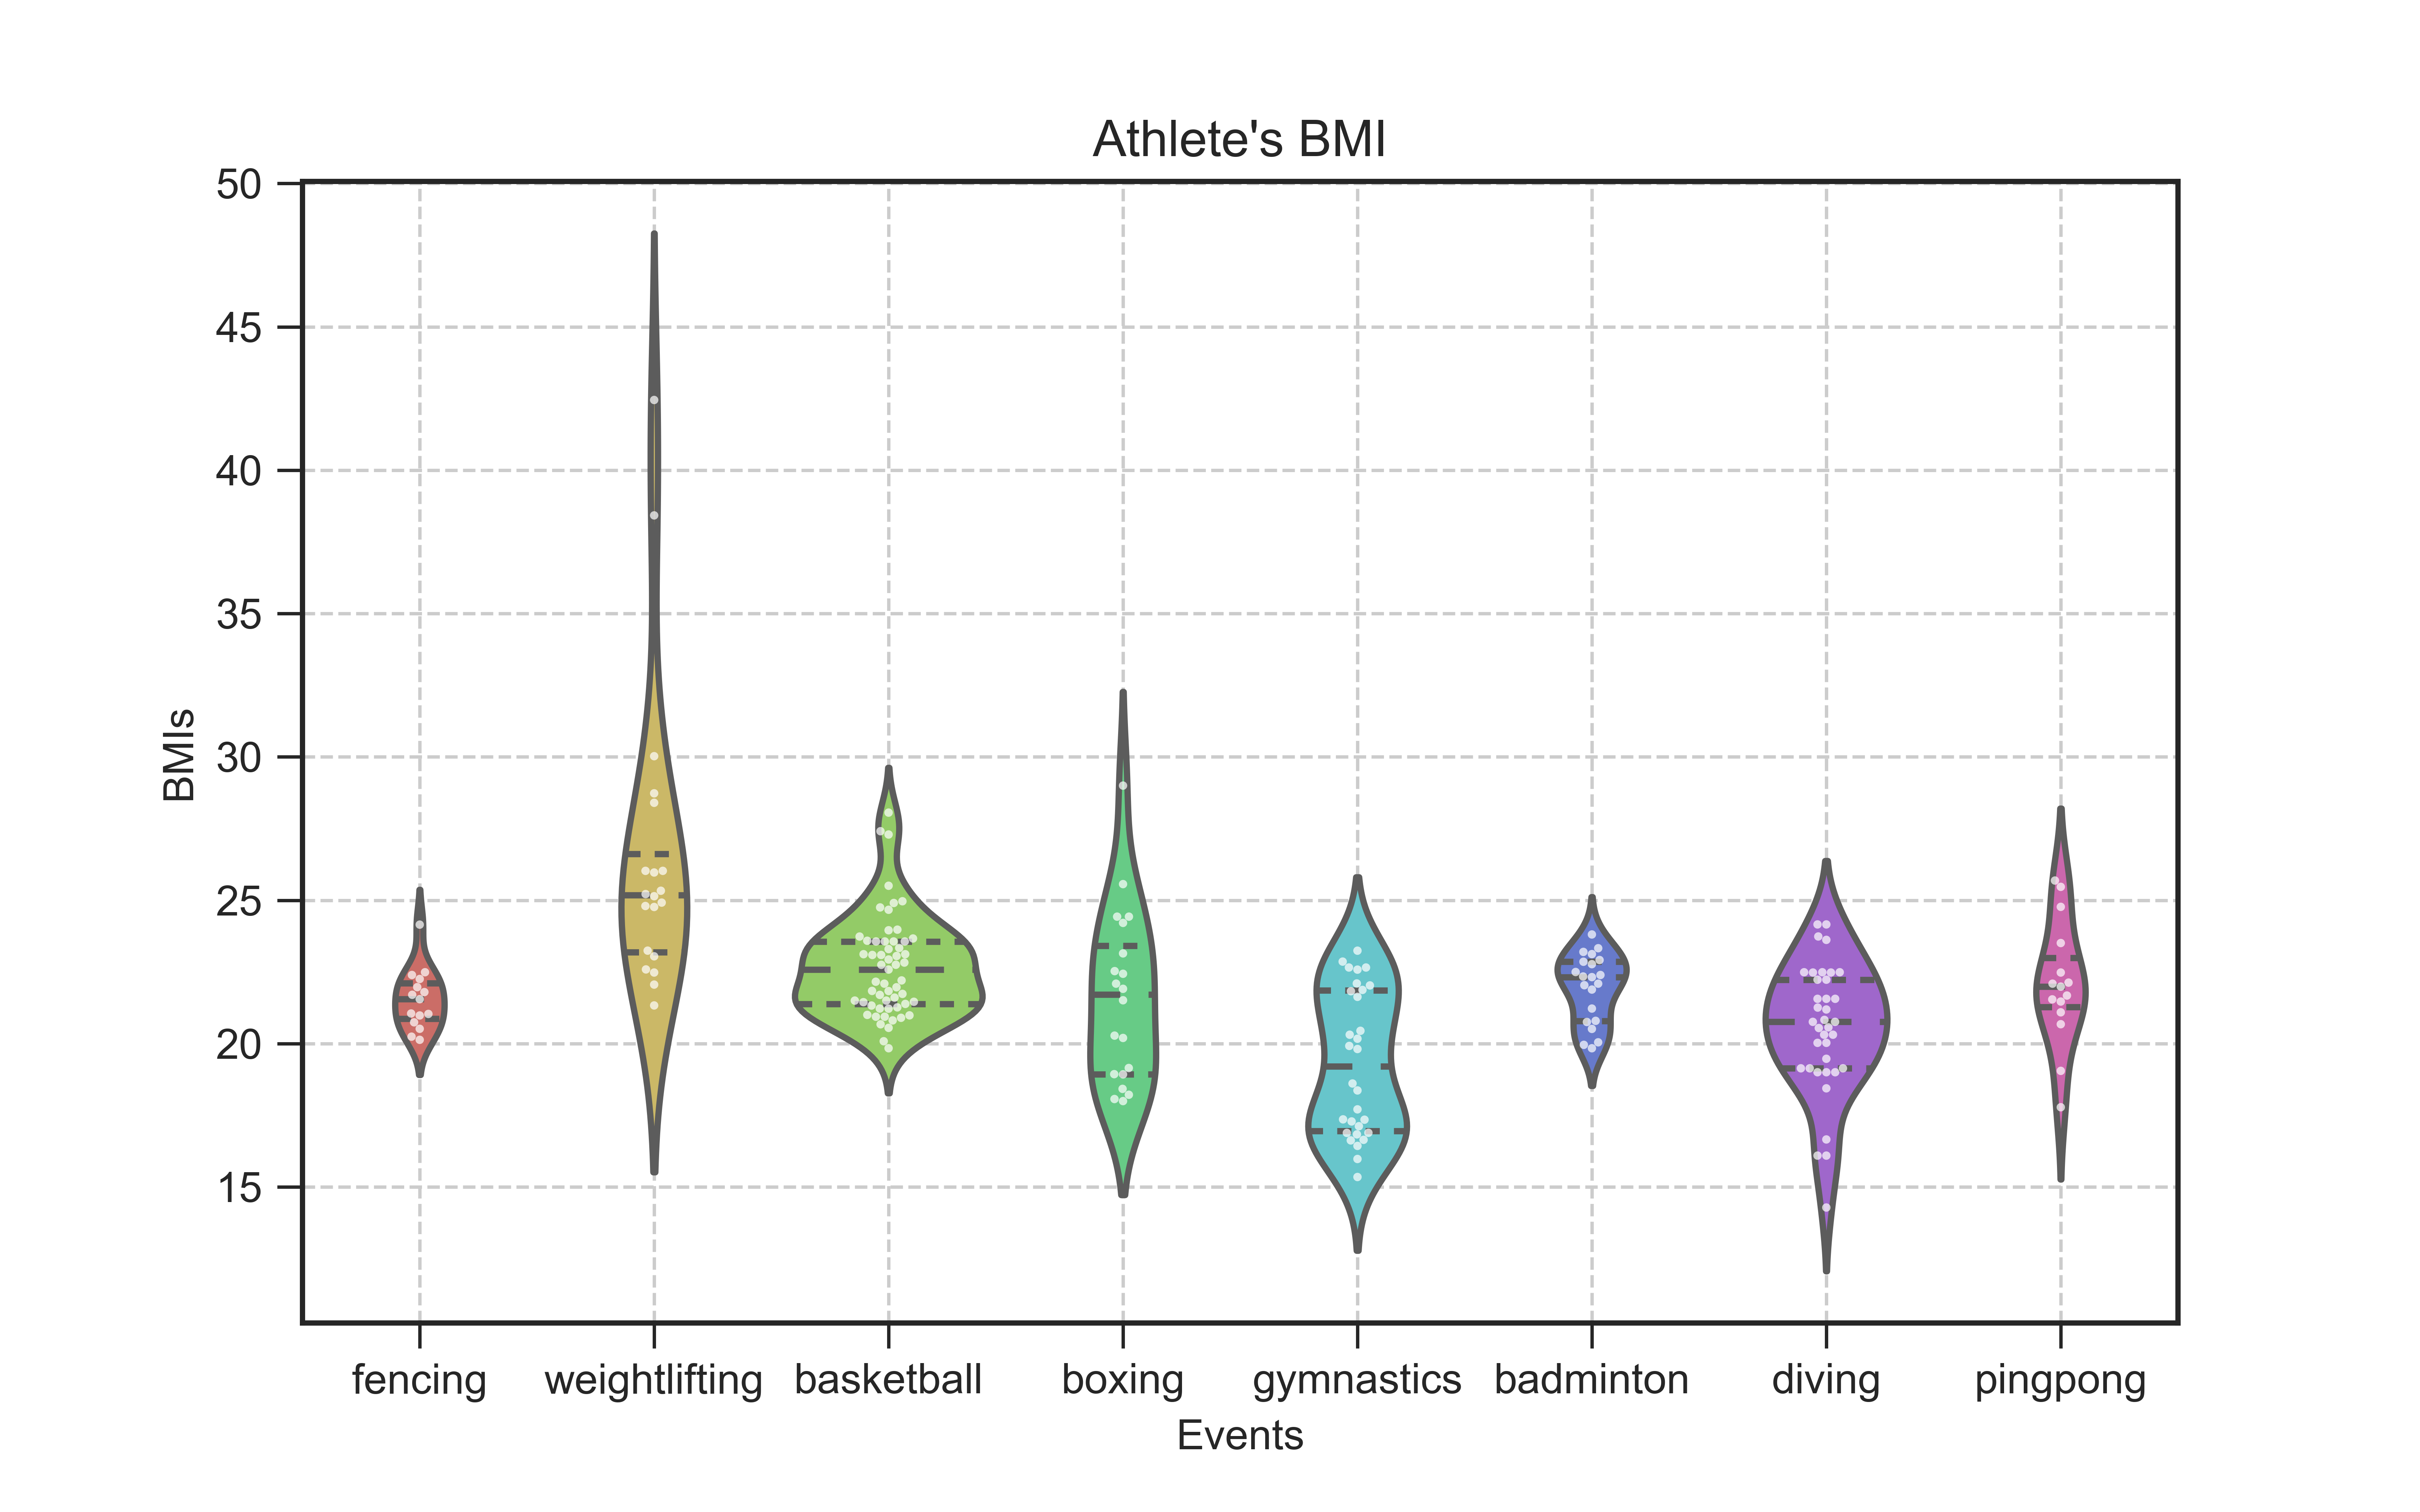 Athlete's BMI
50
45
40
35
30
25
20
15
BMIs
fencing weightlifting basketball boxing gymnastics badminton diving pingpong
Events